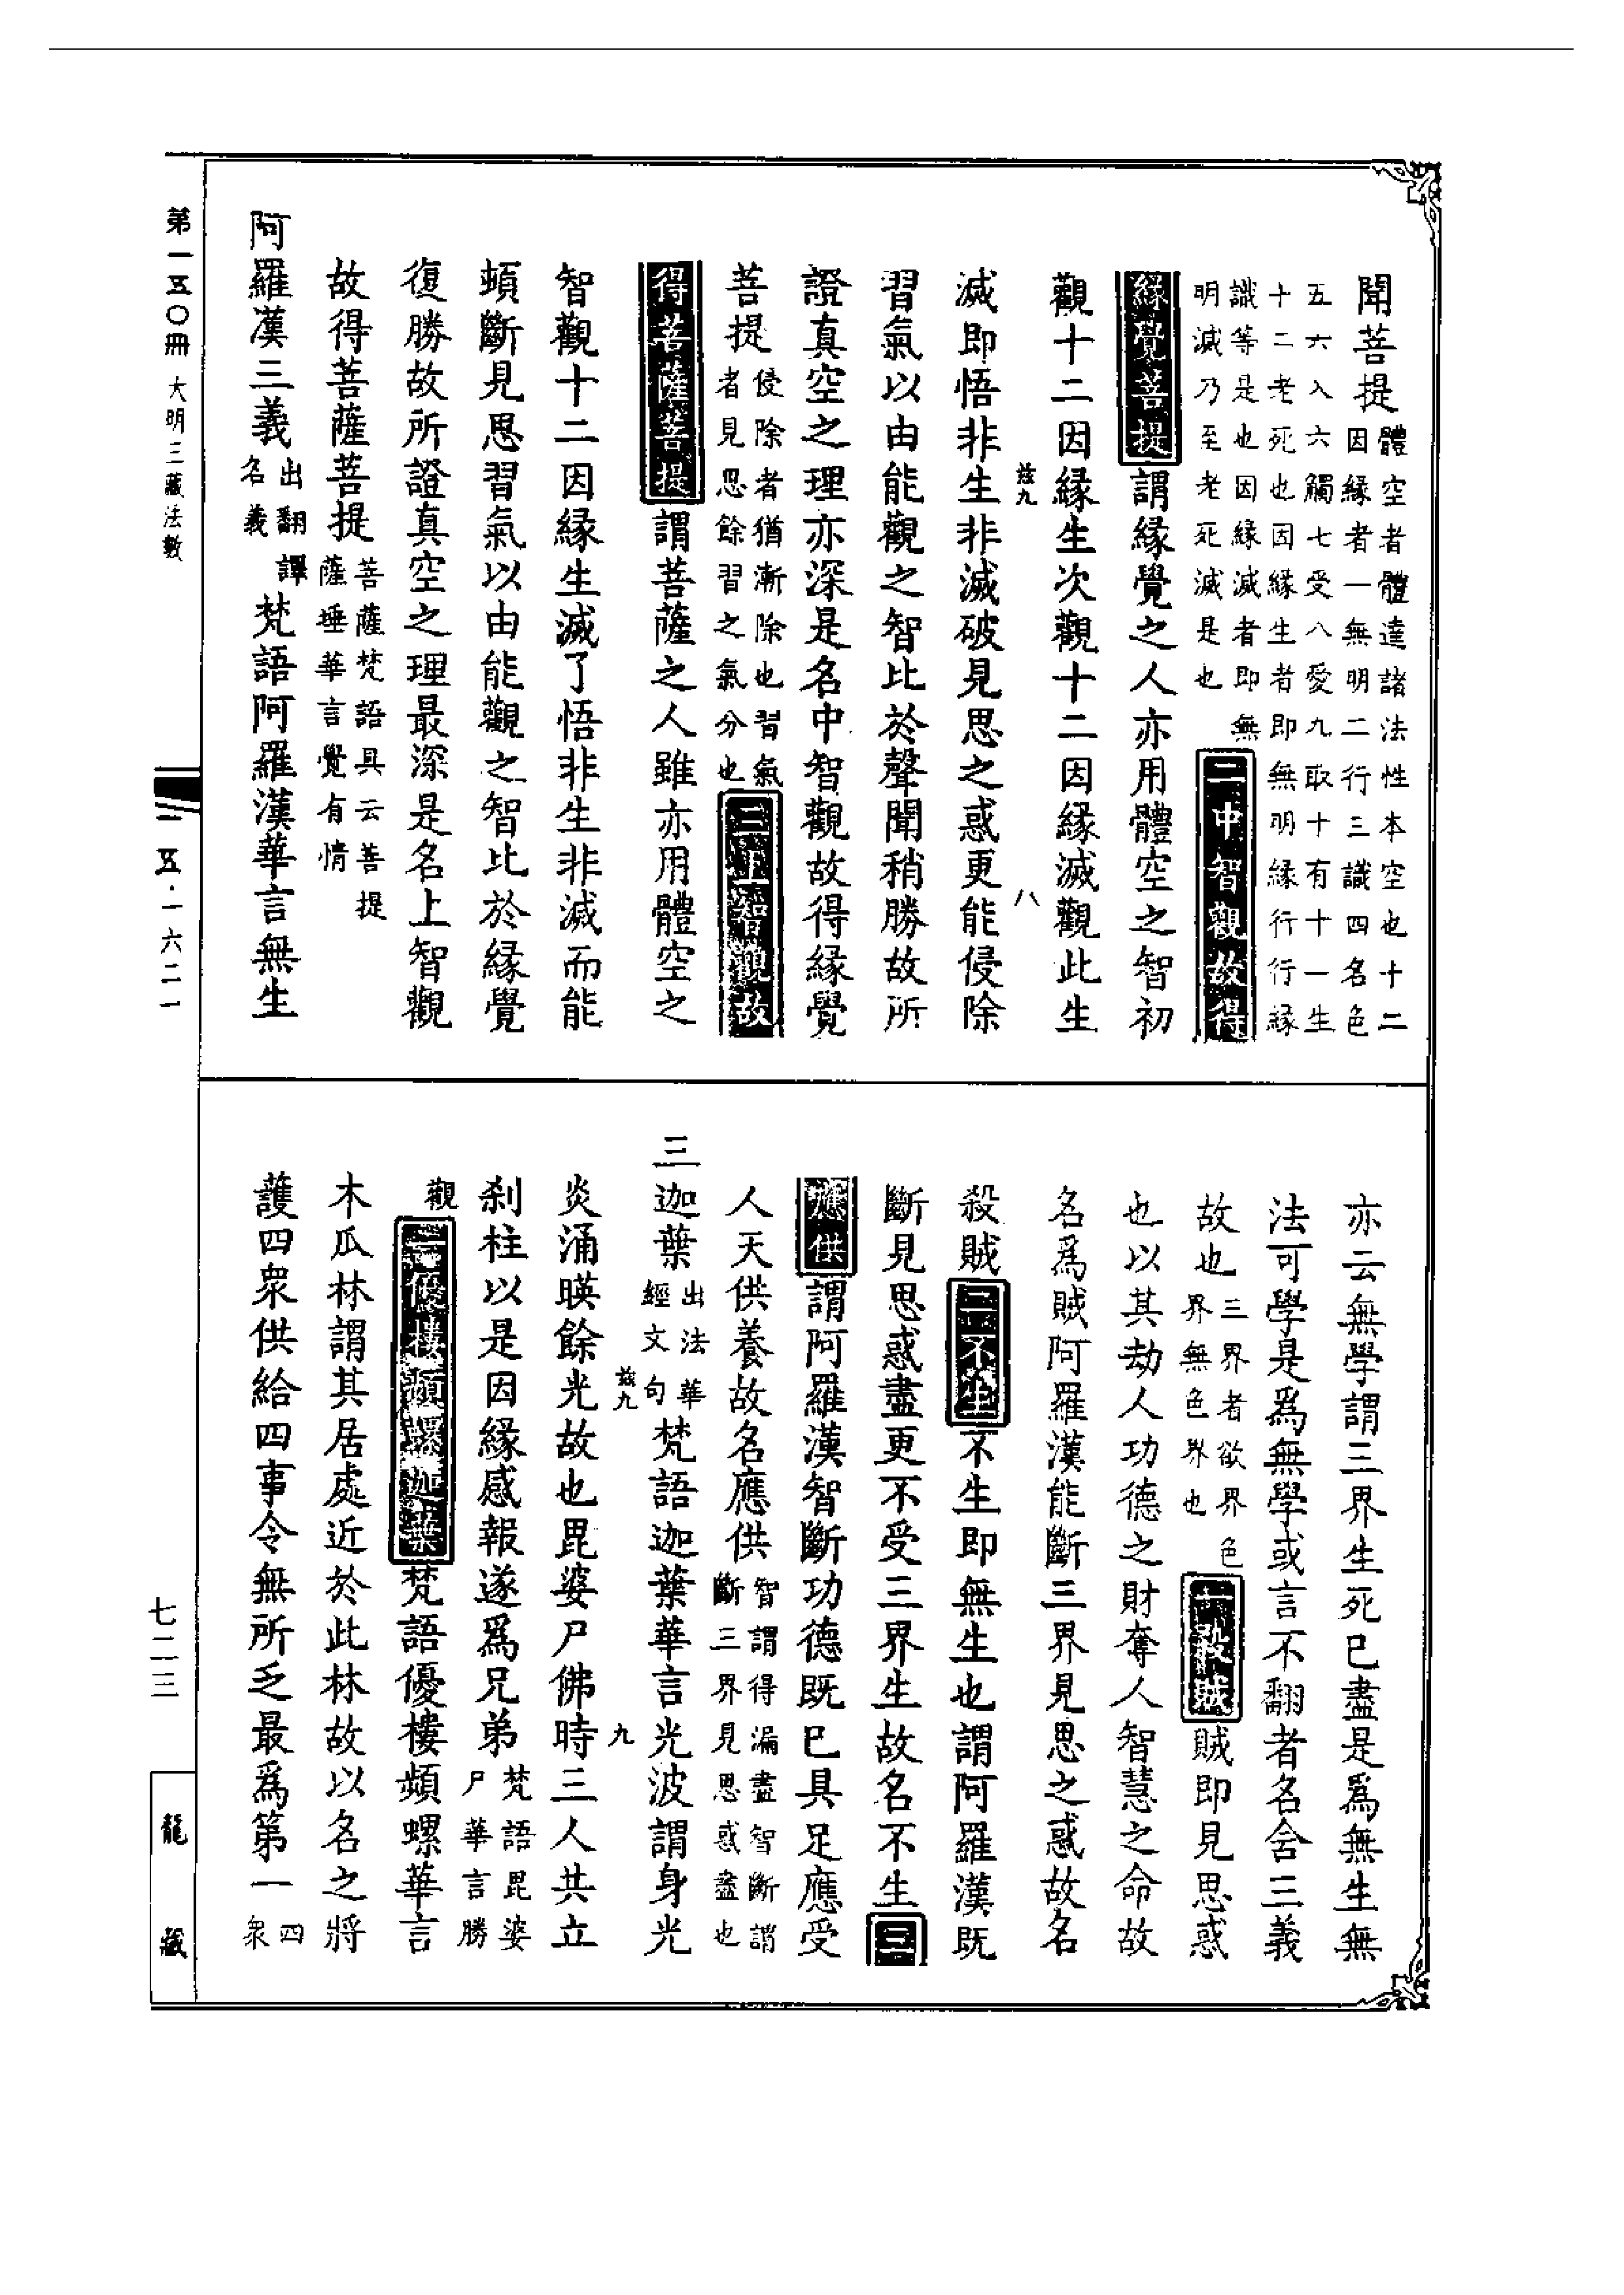 聞菩提體空者體達諸法性本空也十二
因緣者一無明二行三識四名色
五六入六觸七受八愛九取十有十一生
十二老死也因緣生者即無明緣行行緣
識等是也因緣滅者即無
明滅乃至老死滅是也
二中智觀故得
緣覺菩提謂緣覺之人亦用體空之智初
觀十二因緣生次觀十二因緣滅觀此生
茲九
八
滅即悟非生非滅破見思之惑更能侵除
習氣以由能觀之智比於聲聞稍勝故所
證真空之理亦深是名中智觀故得緣覺
菩提侵除者猶漸除也習氣
者見思餘習之氣分也
三上智觀故
得菩薩菩提謂菩薩之人雖亦用體空之
智觀十二因緣生滅了悟非生非滅而能
頓斷見思習氣以由能觀之智比於緣覺
復勝故所證真空之理最深是名上智觀
故得菩薩菩提菩薩梵語具云菩提
薩埵華言覺有情
阿羅漢三義出翻譯
名義
梵語阿羅漢華言無生
亦云無學謂三界生死已盡是爲無生無
法可學是爲無學或言不翻者名含三義
故也三界者欲界色
界無色界也
一殺賊賊即見思惑
也以其劫人功德之財奪人智慧之命故
名爲賊阿羅漢能斷三界見思之惑故名
殺賊二不生不生即無生也謂阿羅漢既
斷見思惑盡更不受三界生故名不生三
應供謂阿羅漢智斷功德既已具足應受
人天供養故名應供智謂得漏盡智斷謂
斷三界見思惑盡也
三迦葉出法華
經文句
梵語迦葉華言光波謂身光
茲九
九
炎涌暎餘光故也毘婆尸佛時三人共立
刹柱以是因緣感報遂爲兄弟梵語毘婆
尸華言勝
觀
一優樓頻螺迦葉梵語優樓頻螺華言
木瓜林謂其居處近於此林故以名之將
護四衆供給四事令無所乏最爲第一四
衆
第一五〇冊 大明三藏法數
一五·一六二一
七二三
龍藏